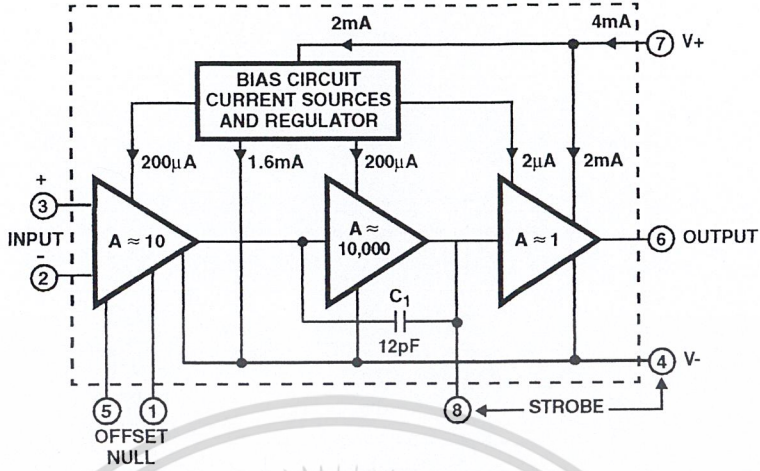 2mA
4mA
7 V+
BIAS CIRCUIT
CURRENT SOURCES
AND REGULATOR
200μA
1.6mA
200μA
2μA
2mA
+
3
INPUT
-
2
A ≈ 10
A ≈
10,000
A ≈ 1
6 OUTPUT
C1
12pF
4 V-
5
1
8
STROBE
OFFSET
NULL